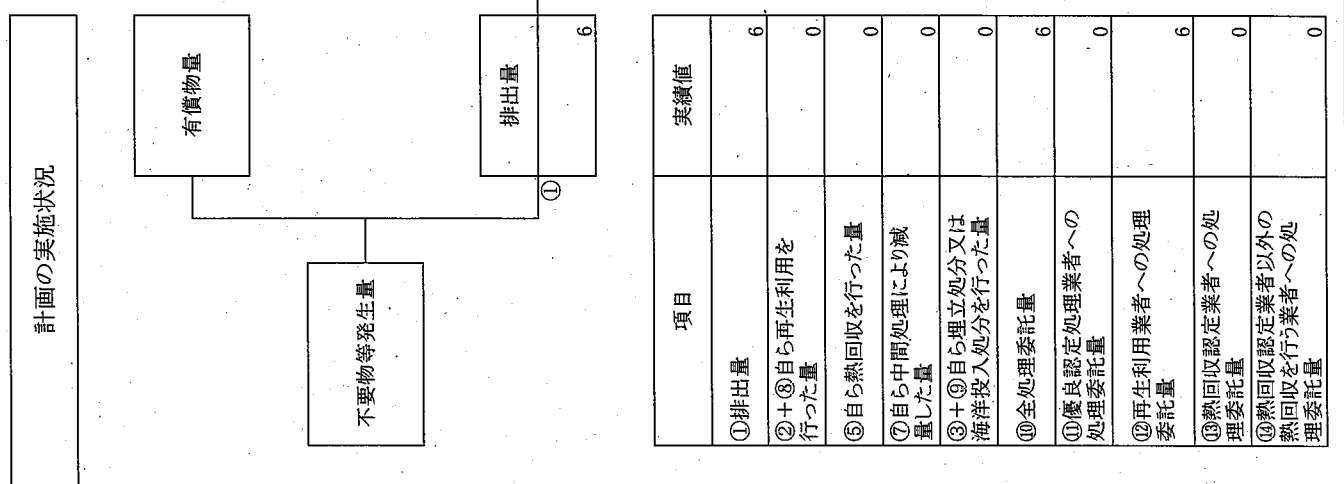 計画の実施状況
有償物量
不要物等発生量
排出量
①
6
項目
実績値
①排出量
6
②+⑧自ら再生利用を
行った量
0
⑤自ら熱回収を行った量
0
⑦自ら中間処理により減
量した量
0
③+⑨自ら埋立処分又は
海洋投入処分を行った量
0
⑩全処理委託量
6
⑪優良認定処理業者への
処理委託量
0
⑫再生利用業者への処理
委託量
6
⑬熱回収認定業者への処
理委託量
0
⑭熱回収認定業者以外の
熱回収を行う業者への処
理委託量
0